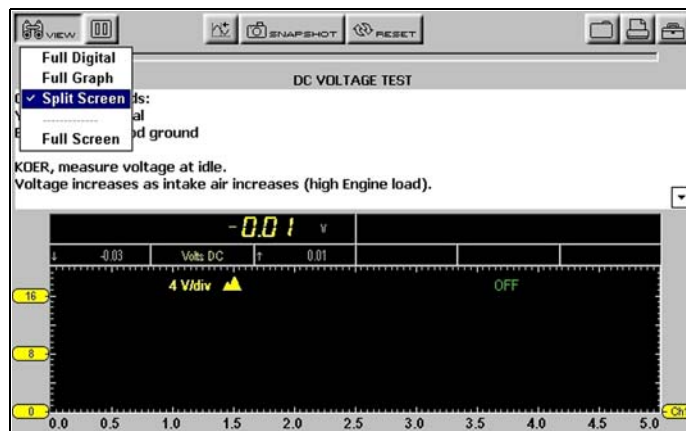 VIEW SNAPSHOT RESET
Full Digital
Full Graph
✓ Split Screen
-------------
Full Screen
DC VOLTAGE TEST
ds:
al
od ground
KOER, measure voltage at idle.
Voltage increases as intake air increases (high Engine load).
-0.01 V
↓ -0.03 Volts DC ↑ 0.01
4 V/div OFF
16
8
0 Ch1
0.0 0.5 1.0 1.5 2.0 2.5 3.0 3.5 4.0 4.5 5.0